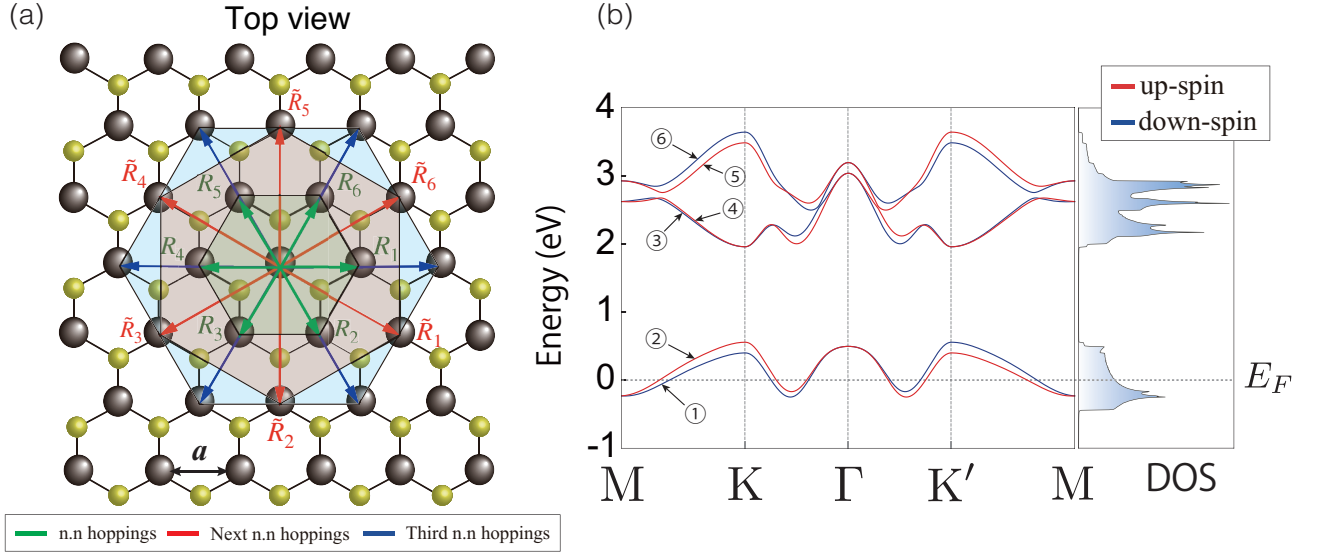 (a)
Top view
R̃5
R̃4
R5
R6
R̃6
R4
R1
R̃3
R3
R2
R̃1
R̃2
a
n.n hoppings
Next n.n hoppings
Third n.n hoppings
(b)
up-spin
down-spin
Energy (eV)
4
3
2
1
0
-1
⑥
⑤
④
③
②
①
E_F
M
K
Γ
K′
M
DOS